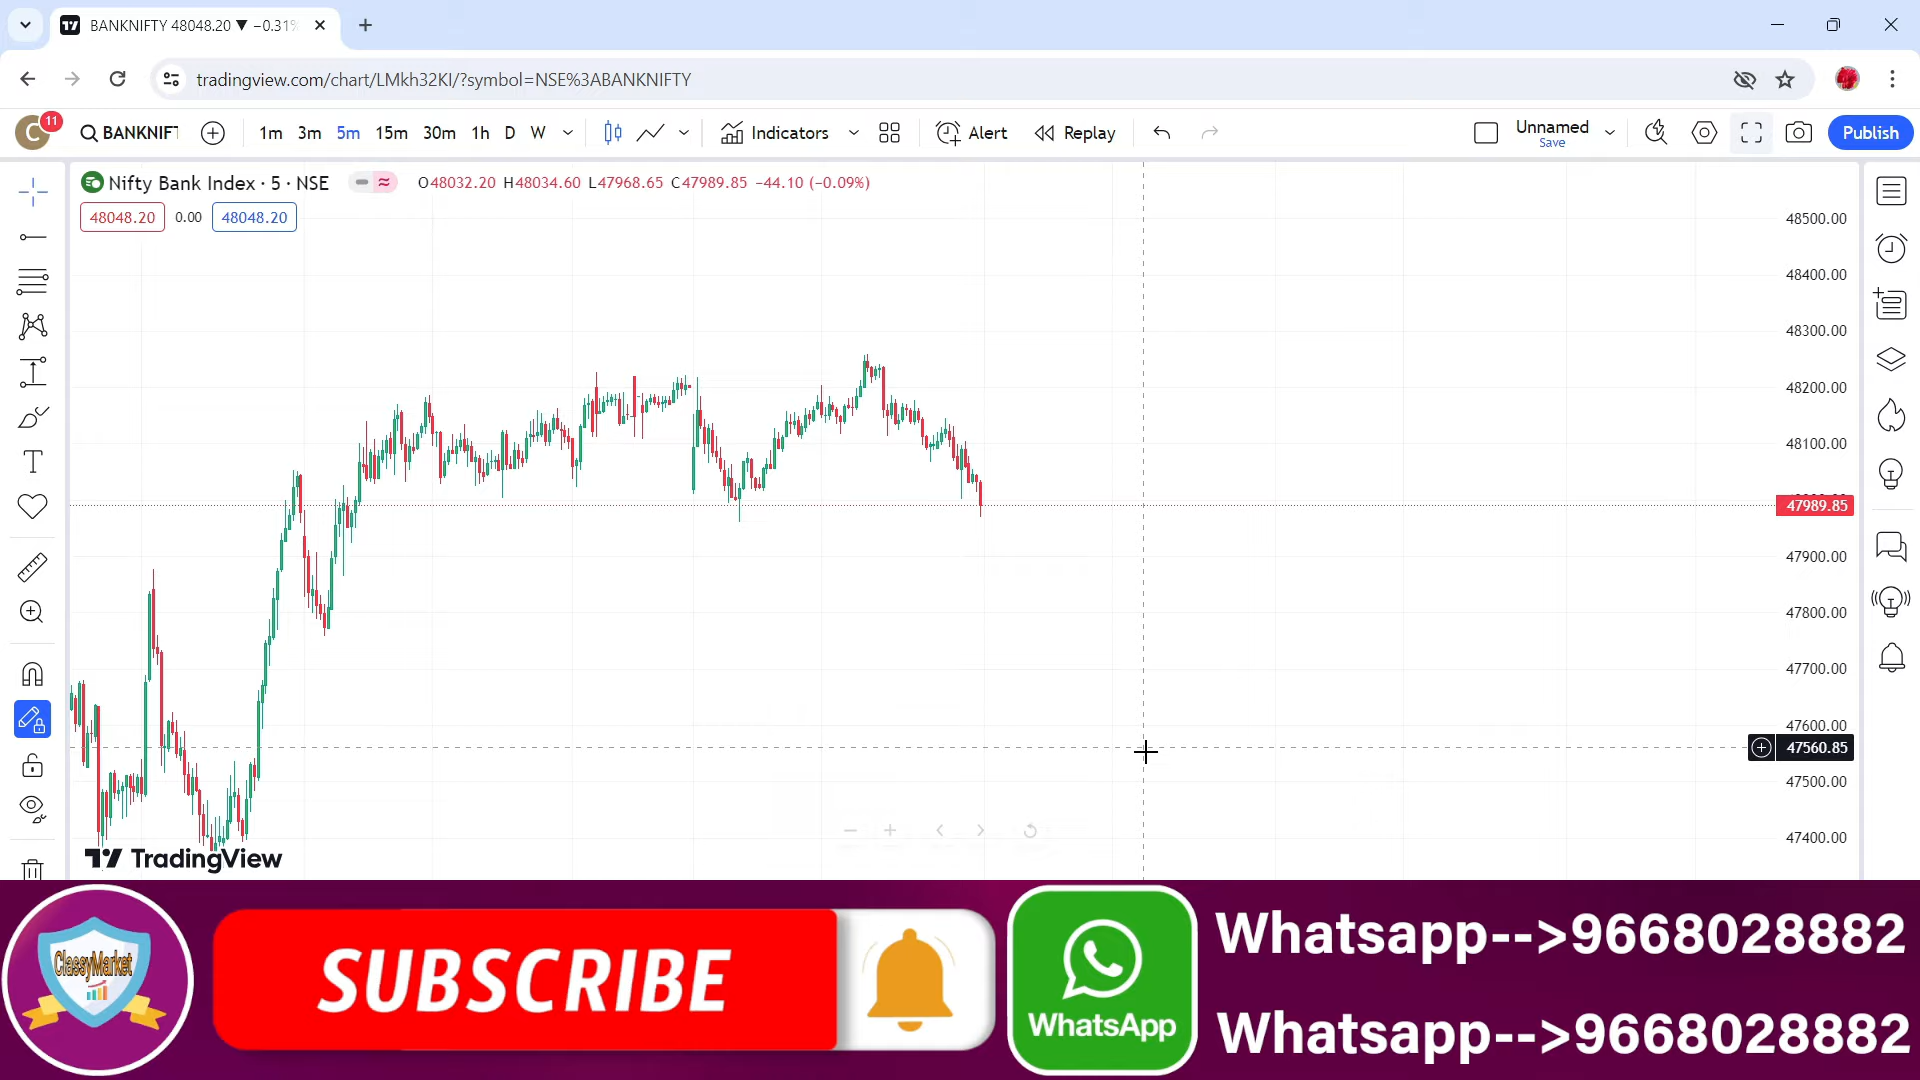 BANKNIFTY 48048.20 ▼ −0.31%
tradingview.com/chart/LMkh32KI/?symbol=NSE%3ABANKNIFTY
C 11 BANKNIFT 1m 3m 5m 15m 30m 1h D W Indicators Alert Replay Unnamed Save Publish
Nifty Bank Index · 5 · NSE O48032.20 H48034.60 L47968.65 C47989.85 −44.10 (−0.09%)
48048.20 0.00 48048.20
48500.00
48400.00
48300.00
48200.00
48100.00
47989.85
47900.00
47800.00
47700.00
47600.00
47560.85
47500.00
47400.00
TradingView
ClassyMarket
SUBSCRIBE
WhatsApp
Whatsapp-->9668028882
Whatsapp-->9668028882